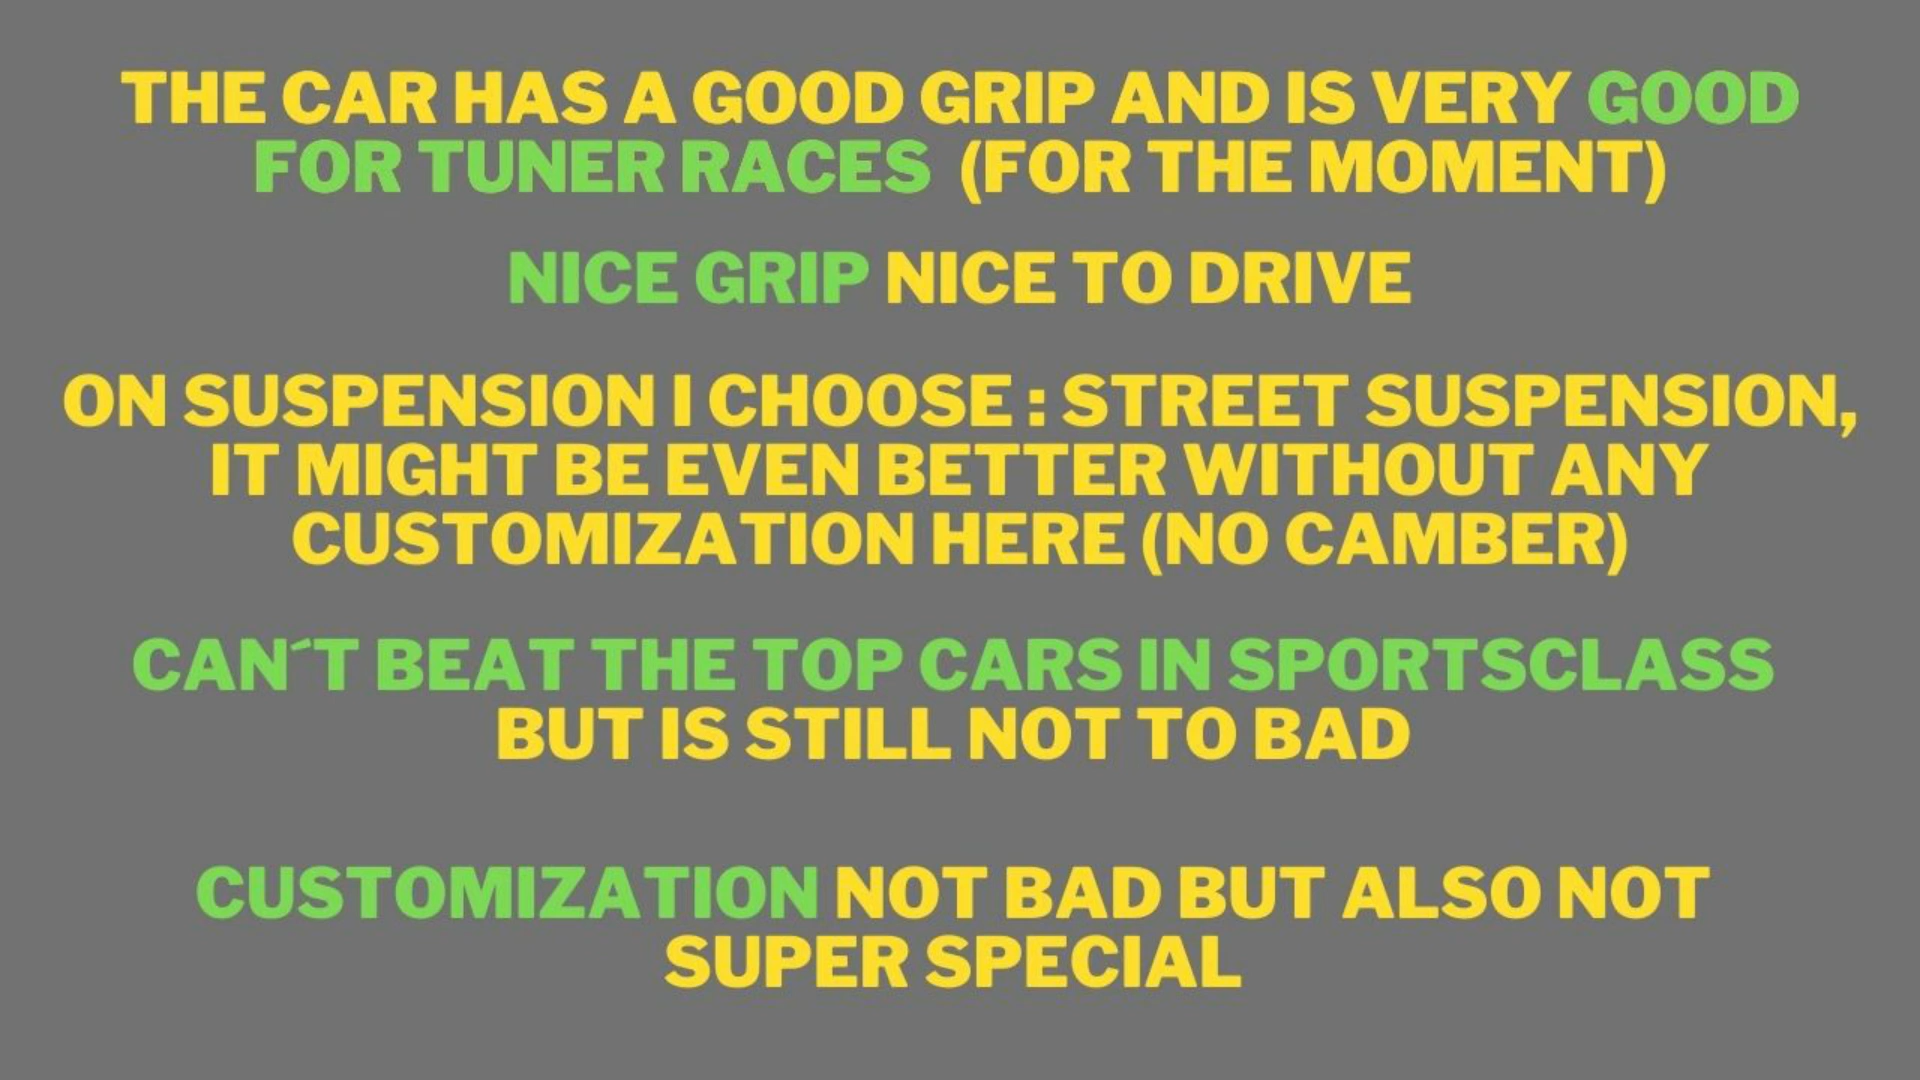 THE CAR HAS A GOOD GRIP AND IS VERY GOOD
FOR TUNER RACES (FOR THE MOMENT)
NICE GRIP NICE TO DRIVE
ON SUSPENSION I CHOOSE : STREET SUSPENSION,
IT MIGHT BE EVEN BETTER WITHOUT ANY
CUSTOMIZATION HERE (NO CAMBER)
CAN´T BEAT THE TOP CARS IN SPORTSCLASS
BUT IS STILL NOT TO BAD
CUSTOMIZATION NOT BAD BUT ALSO NOT
SUPER SPECIAL